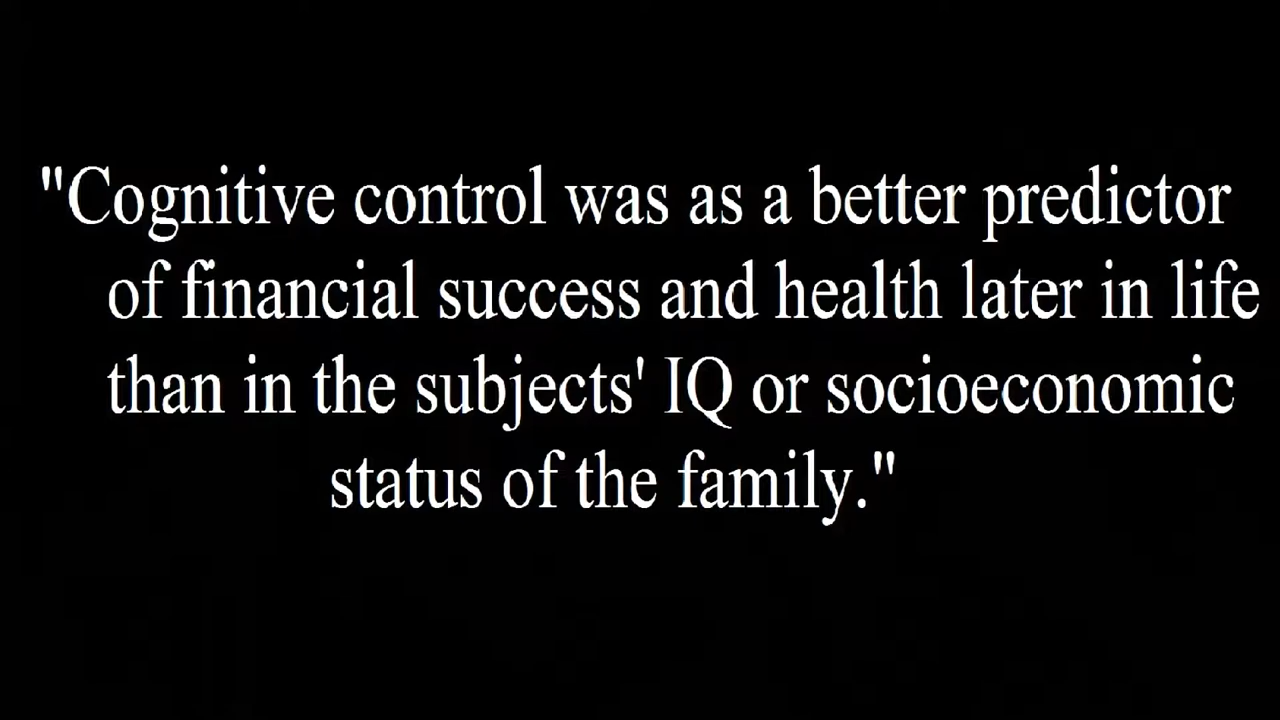 "Cognitive control was as a better predictor
of financial success and health later in life
than in the subjects' IQ or socioeconomic
status of the family."